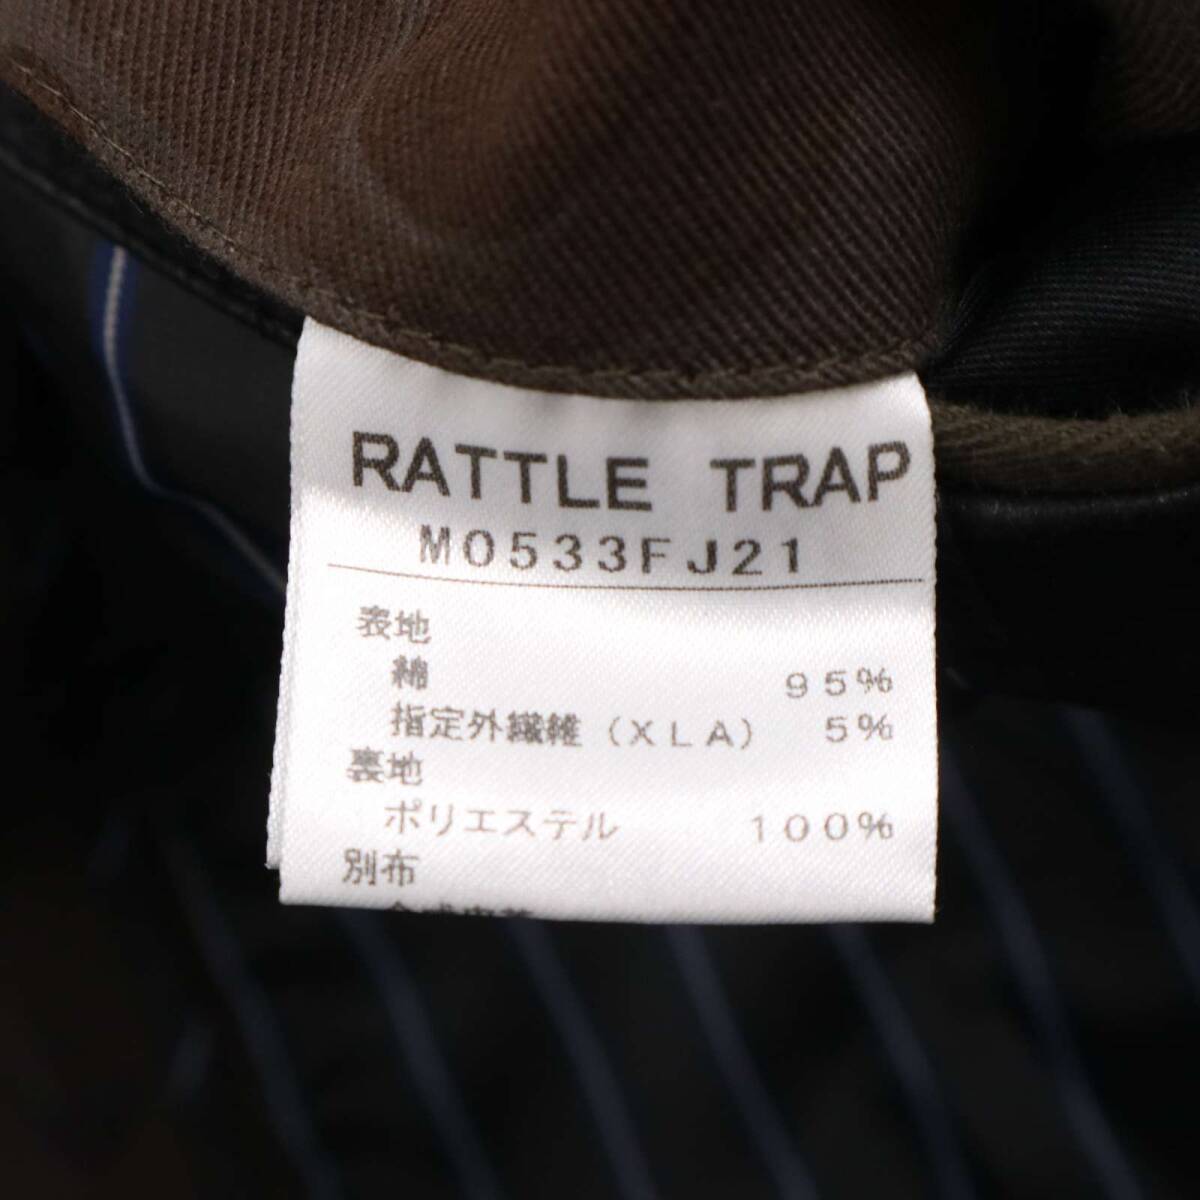 RATTLE TRAP
M0533FJ21
表地
綿 95%
指定外繊維(XLA) 5%
裏地
ポリエステル 100%
別布